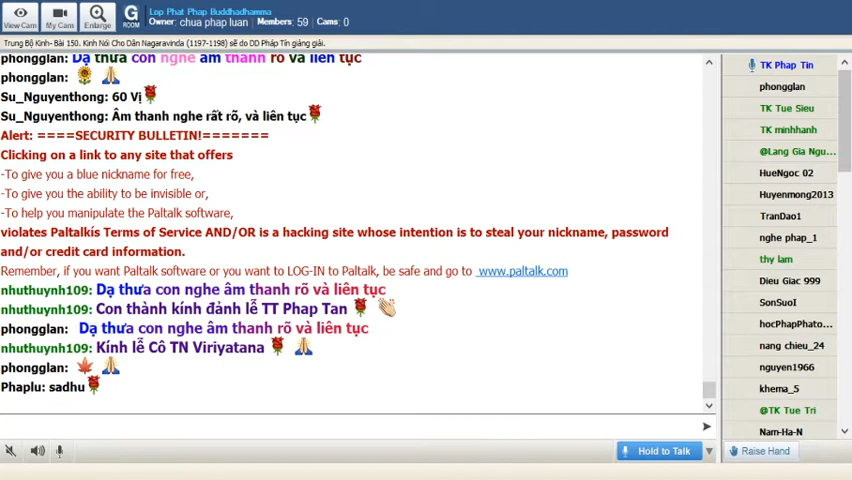 View Cam
My Cam
Enlarge
G
ROOM
Lop Phat Phap Buddhadhamma
Owner: chua phap luan Members: 59 Cams: 0
Trung Bộ Kinh- Bài 150. Kinh Nói Cho Dân Nagaravinda (1197-1198) sẽ do DD Pháp Tín giảng giải.
phongglan: Dạ thưa con nghe âm thanh rõ và liên tục
phongglan:
Su_Nguyenthong: 60 Vị
Su_Nguyenthong: Âm thanh nghe rất rõ, và liên tục
Alert: ====SECURITY BULLETIN!=======
Clicking on a link to any site that offers
-To give you a blue nickname for free,
-To give you the ability to be invisible or,
-To help you manipulate the Paltalk software,
violates Paltalkís Terms of Service AND/OR is a hacking site whose intention is to steal your nickname, password
and/or credit card information.
Remember, if you want Paltalk software or you want to LOG-IN to Paltalk, be safe and go to www.paltalk.com
nhuthuynh109: Dạ thưa con nghe âm thanh rõ và liên tục
nhuthuynh109: Con thành kính đảnh lễ TT Phap Tan
phongglan: Dạ thưa con nghe âm thanh rõ và liên tục
nhuthuynh109: Kính lễ Cô TN Viriyatana
phongglan:
Phaplu: sadhu
Hold to Talk
TK Phap Tin
phongglan
TK Tue Sieu
TK minhhanh
@Lang Gia Ngu...
HueNgoc 02
Huyenmong2013
TranDao1
nghe phap_1
thy lam
Dieu Giac 999
SonSuoI
hocPhapPhato...
nang chieu_24
nguyen1966
khema_5
@TK Tue Tri
Nam-Ha-N
Raise Hand